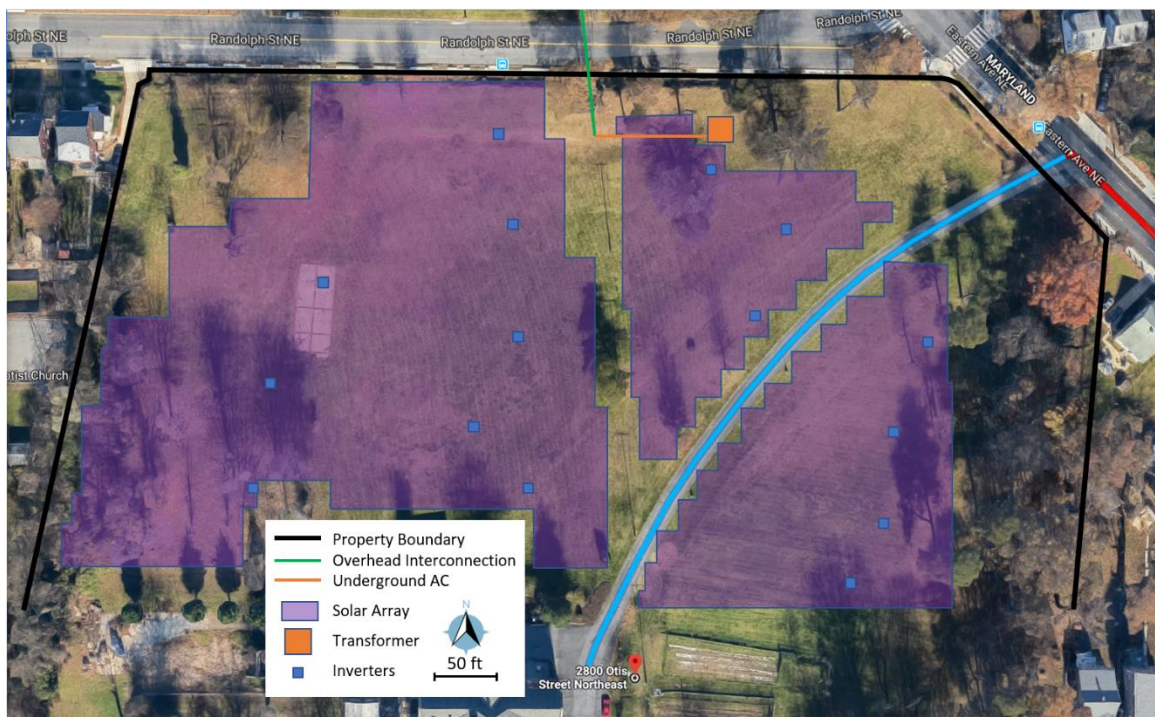 olph St NE
Randolph St NE
Randolph St NE
Randolph St NE
Randolph St NE
MARYLAND
Eastern Ave NE
Eastern Ave NE
ptist Church
Property Boundary
Overhead Interconnection
Underground AC
Solar Array
Transformer
Inverters
N
50 ft
2800 Otis
Street Northeast